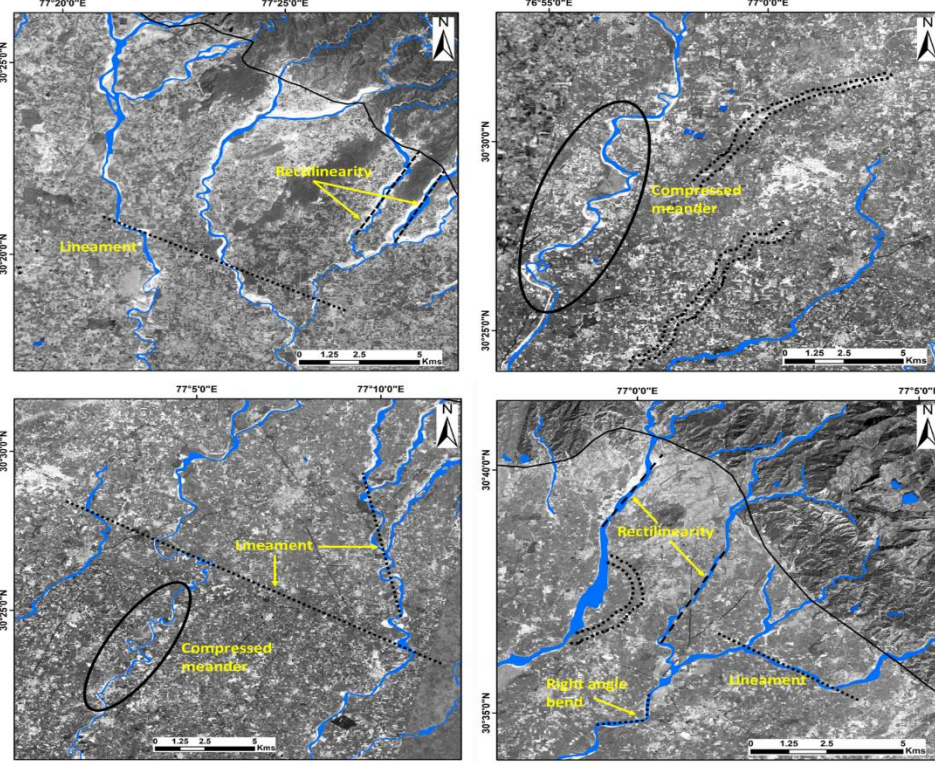 77°20'0"E
77°25'0"E
N
30°25'0"N
30°20'0"N
Rectilinearity
Lineament
0 1.25 2.5 5
Kms
76°55'0"E
77°0'0"E
N
30°30'0"N
30°25'0"N
Compressed
meander
0 1.25 2.5 5
Kms
77°5'0"E
77°10'0"E
N
30°30'0"N
30°25'0"N
Lineament
Compressed
meander
0 1.25 2.5 5
Kms
77°0'0"E
77°5'0"E
N
30°40'0"N
30°35'0"N
Rectilinearity
Right angle
bend
Lineament
0 1.25 2.5 5
Kms